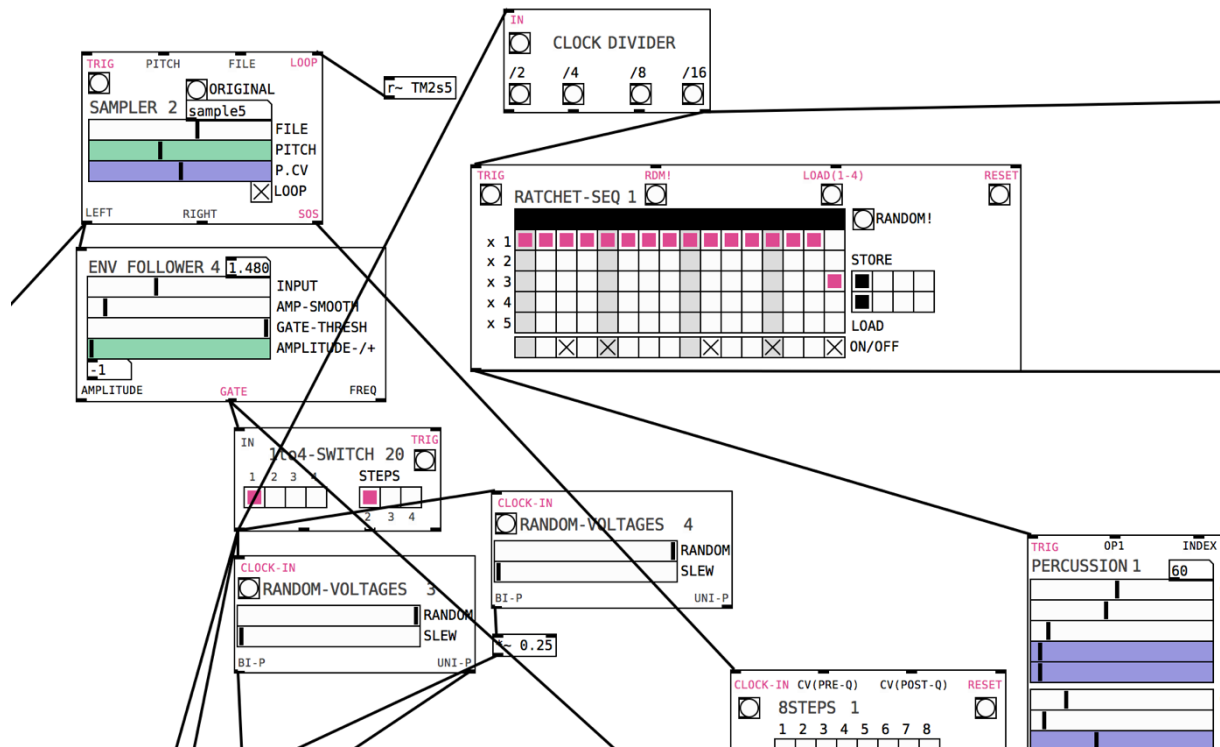 TRIG PITCH FILE LOOP
ORIGINAL
SAMPLER 2 sample5
FILE
PITCH
P.CV
LOOP
LEFT RIGHT SOS
r~ TM2s5
IN
CLOCK DIVIDER
/2 /4 /8 /16
TRIG RDM! LOAD(1-4) RESET
RATCHET-SEQ 1
RANDOM!
x 1
x 2
x 3
x 4
x 5
STORE
LOAD
ON/OFF
ENV FOLLOWER 4 1.480
INPUT
AMP-SMOOTH
GATE-THRESH
AMPLITUDE-/+
-1
AMPLITUDE GATE FREQ
IN TRIG
1to4-SWITCH 20
1 2 3 4 STEPS
2 3 4
CLOCK-IN
RANDOM-VOLTAGES 4
RANDOM
SLEW
BI-P UNI-P
CLOCK-IN
RANDOM-VOLTAGES 3
RANDOM
SLEW
BI-P UNI-P
*~ 0.25
TRIG OP1 INDEX
PERCUSSION 1 60
CLOCK-IN CV(PRE-Q) CV(POST-Q) RESET
8STEPS 1
1 2 3 4 5 6 7 8